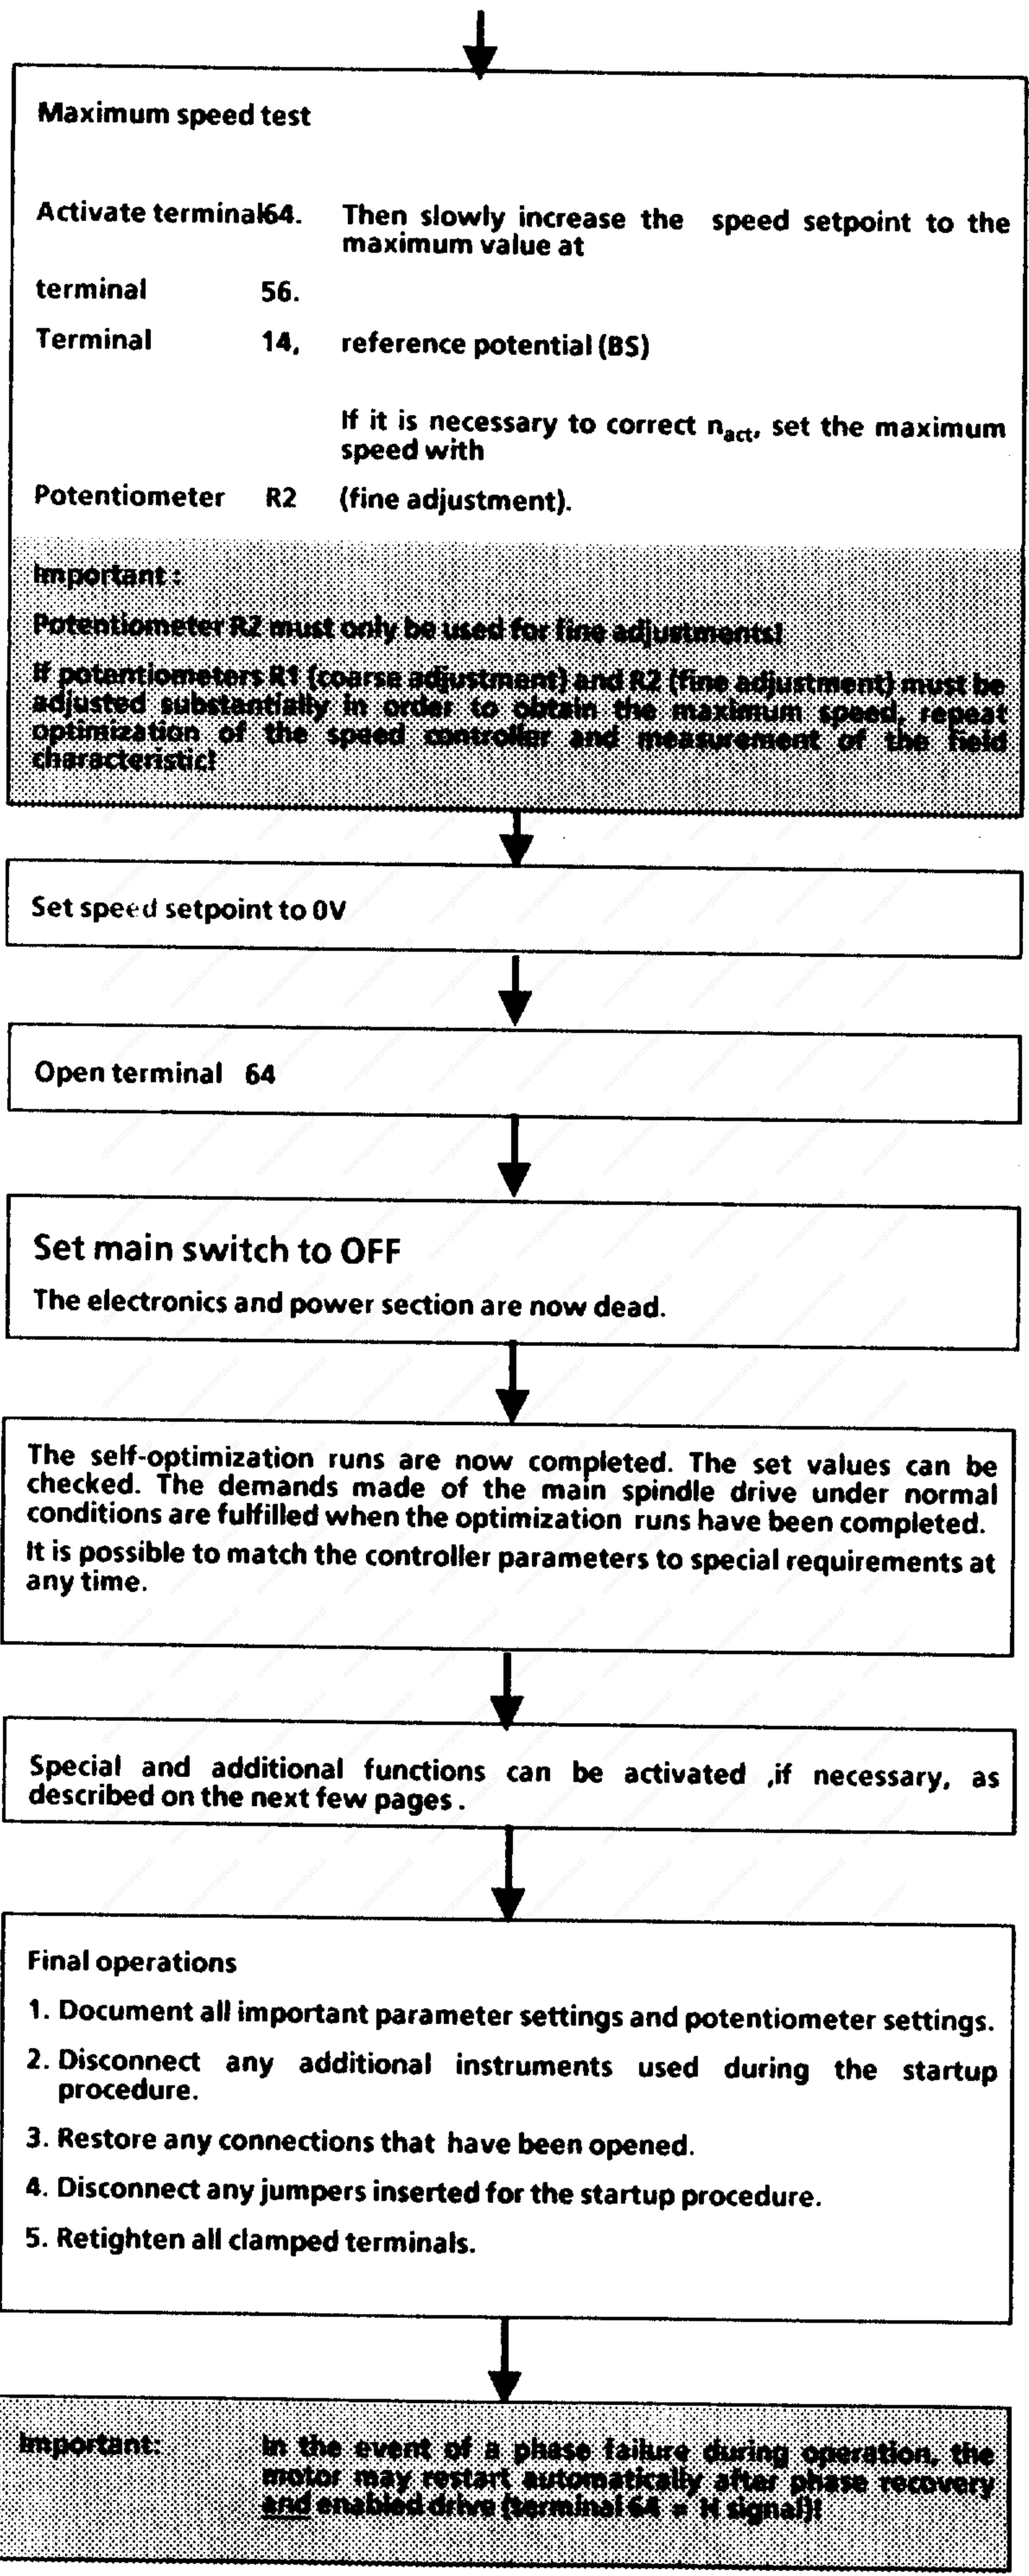 Maximum speed test
Activate terminal 64. Then slowly increase the speed setpoint to the
maximum value at
terminal 56.
Terminal 14, reference potential (BS)
If it is necessary to correct nact, set the maximum
speed with
Potentiometer R2 (fine adjustment).
Important :
Potentiometer R2 must only be used for fine adjustments!
If potentiometers R1 (coarse adjustment) and R2 (fine adjustment) must be
adjusted substantially in order to obtain the maximum speed, repeat
optimization of the speed controller and measurement of the field
characteristic!
Set speed setpoint to 0V
Open terminal 64
Set main switch to OFF
The electronics and power section are now dead.
The self-optimization runs are now completed. The set values can be
checked. The demands made of the main spindle drive under normal
conditions are fulfilled when the optimization runs have been completed.
It is possible to match the controller parameters to special requirements at
any time.
Special and additional functions can be activated ,if necessary, as
described on the next few pages .
Final operations
1. Document all important parameter settings and potentiometer settings.
2. Disconnect any additional instruments used during the startup
procedure.
3. Restore any connections that have been opened.
4. Disconnect any jumpers inserted for the startup procedure.
5. Retighten all clamped terminals.
Important: In the event of a phase failure during operation, the
motor may restart automatically after phase recovery
and enabled drive (terminal 64 = H signal)!